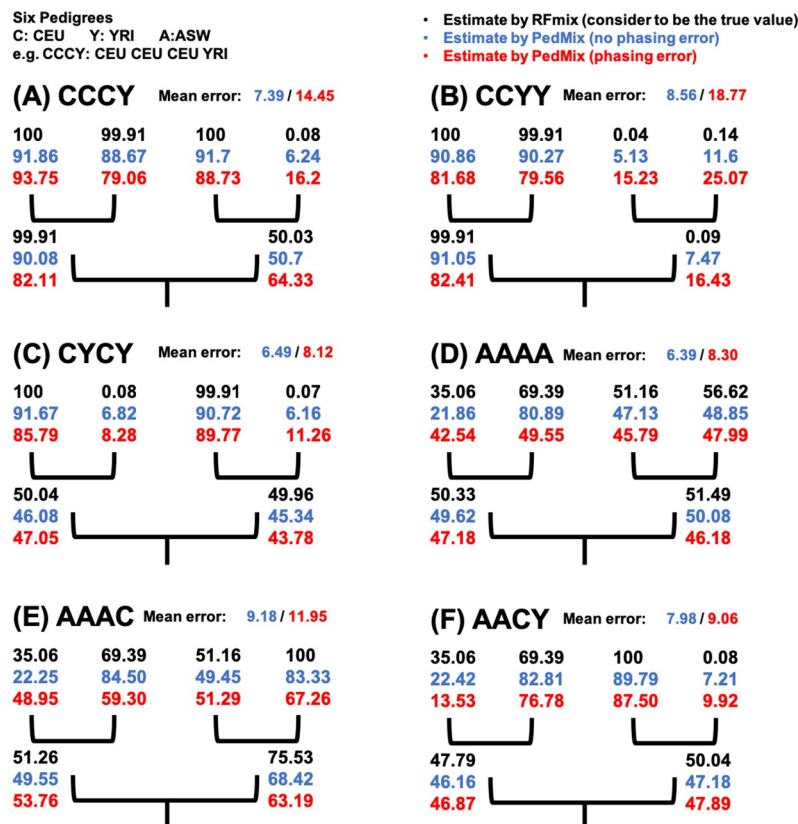 Six Pedigrees
C: CEU Y: YRI A:ASW
e.g. CCCY: CEU CEU CEU YRI
• Estimate by RFmix (consider to be the true value)
• Estimate by PedMix (no phasing error)
• Estimate by PedMix (phasing error)
(A) CCCY Mean error: 7.39 / 14.45
100 99.91 100 0.08
91.86 88.67 91.7 6.24
93.75 79.06 88.73 16.2
99.91 50.03
90.08 50.7
82.11 64.33
(B) CCYY Mean error: 8.56 / 18.77
100 99.91 0.04 0.14
90.86 90.27 5.13 11.6
81.68 79.56 15.23 25.07
99.91 0.09
91.05 7.47
82.41 16.43
(C) CYCY Mean error: 6.49 / 8.12
100 0.08 99.91 0.07
91.67 6.82 90.72 6.16
85.79 8.28 89.77 11.26
50.04 49.96
46.08 45.34
47.05 43.78
(D) AAAA Mean error: 6.39 / 8.30
35.06 69.39 51.16 56.62
21.86 80.89 47.13 48.85
42.54 49.55 45.79 47.99
50.33 51.49
49.62 50.08
47.18 46.18
(E) AAAC Mean error: 9.18 / 11.95
35.06 69.39 51.16 100
22.25 84.50 49.45 83.33
48.95 59.30 51.29 67.26
51.26 75.53
49.55 68.42
53.76 63.19
(F) AACY Mean error: 7.98 / 9.06
35.06 69.39 100 0.08
22.42 82.81 89.79 7.21
13.53 76.78 87.50 9.92
47.79 50.04
46.16 47.18
46.87 47.89